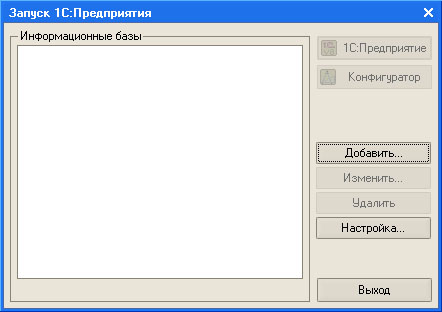 Запуск 1С:Предприятия
Информационные базы
1С:Предприятие
Конфигуратор
Добавить...
Изменить...
Удалить
Настройка...
Выход